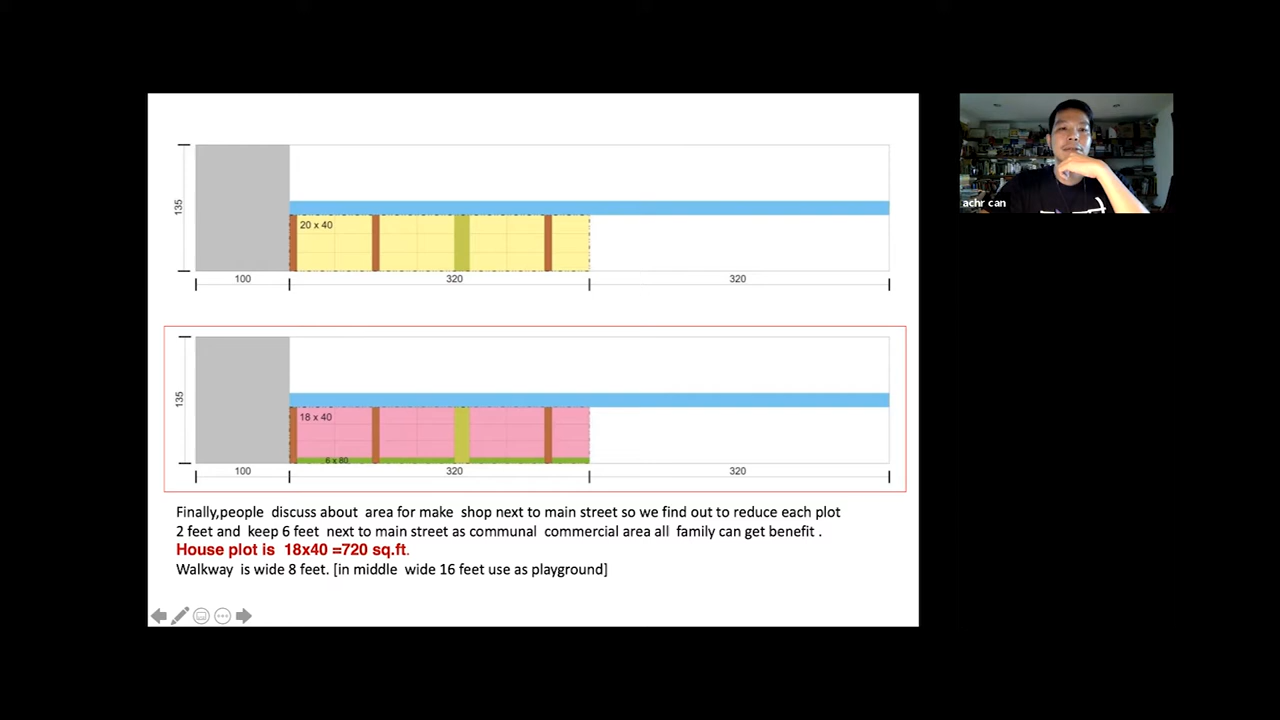 135
20 x 40
100
320
320
135
18 x 40
6 x 80
100
320
320
Finally,people discuss about area for make shop next to main street so we find out to reduce each plot
2 feet and keep 6 feet next to main street as communal commercial area all family can get benefit .
House plot is 18x40 =720 sq.ft.
Walkway is wide 8 feet. [in middle wide 16 feet use as playground]
achr can